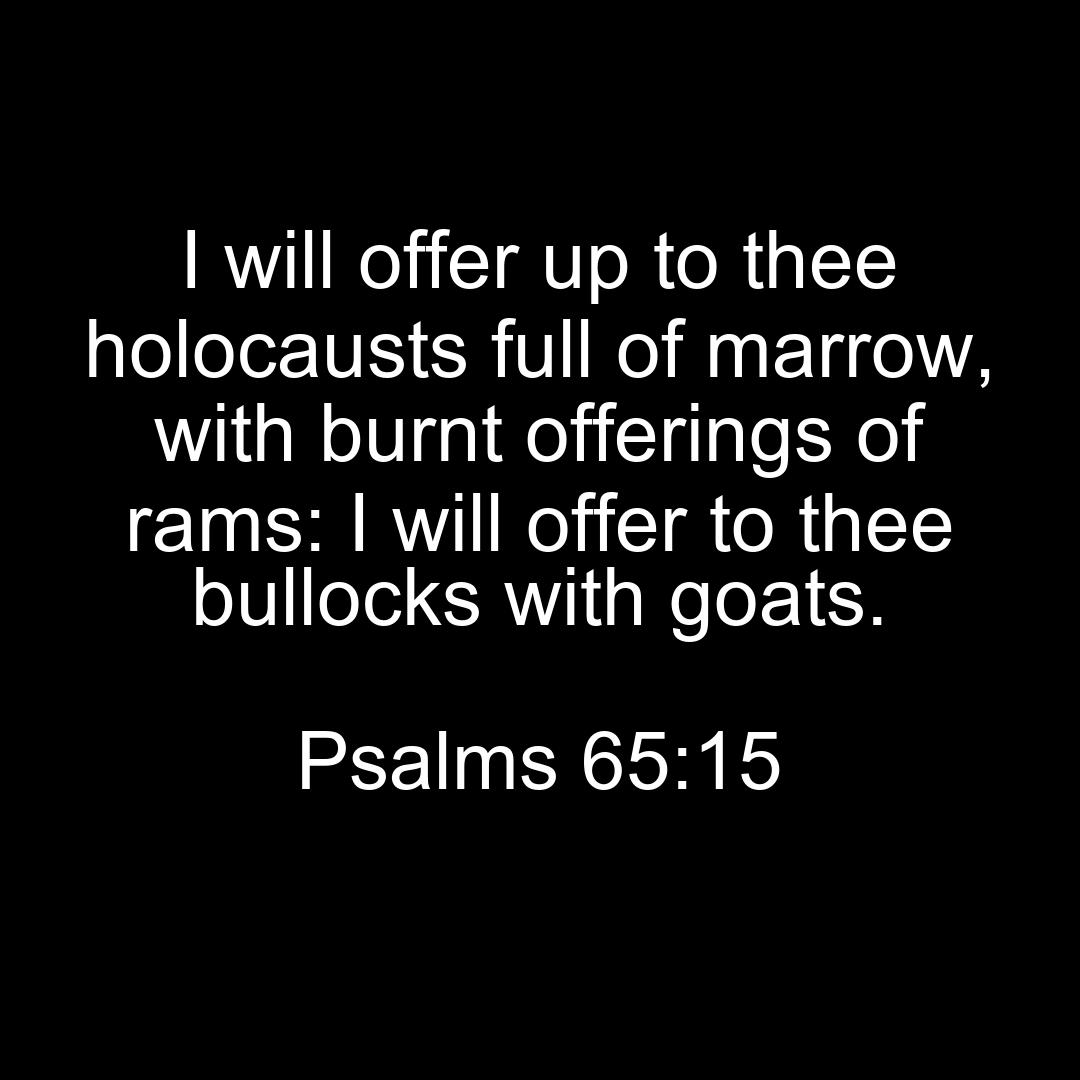 I will offer up to thee
holocausts full of marrow,
with burnt offerings of
rams: I will offer to thee
bullocks with goats.
Psalms 65:15